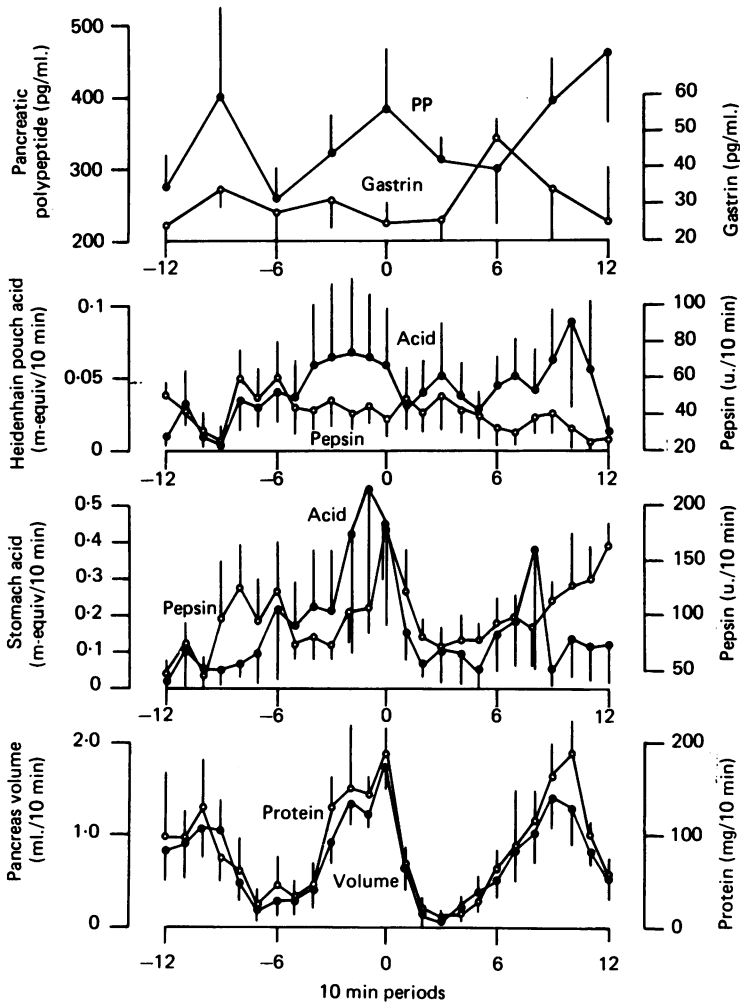 Pancreatic
polypeptide (pg/ml.)
500
400
300
200
PP
Gastrin
60
50
40
30
20
Gastrin (pg/ml.)
−12
−6
0
6
12
Heidenhain pouch acid
(m-equiv/10 min)
0·1
0·05
0
Acid
Pepsin
100
80
60
40
20
Pepsin (u./10 min)
−12
−6
0
6
12
Stomach acid
(m-equiv/10 min)
0·5
0·4
0·3
0·2
0·1
0
Acid
Pepsin
200
150
100
50
Pepsin (u./10 min)
−12
−6
0
6
12
Pancreas volume
(ml./10 min)
2·0
1·0
0
Protein
Volume
200
100
0
Protein (mg/10 min)
−12
−6
0
6
12
10 min periods